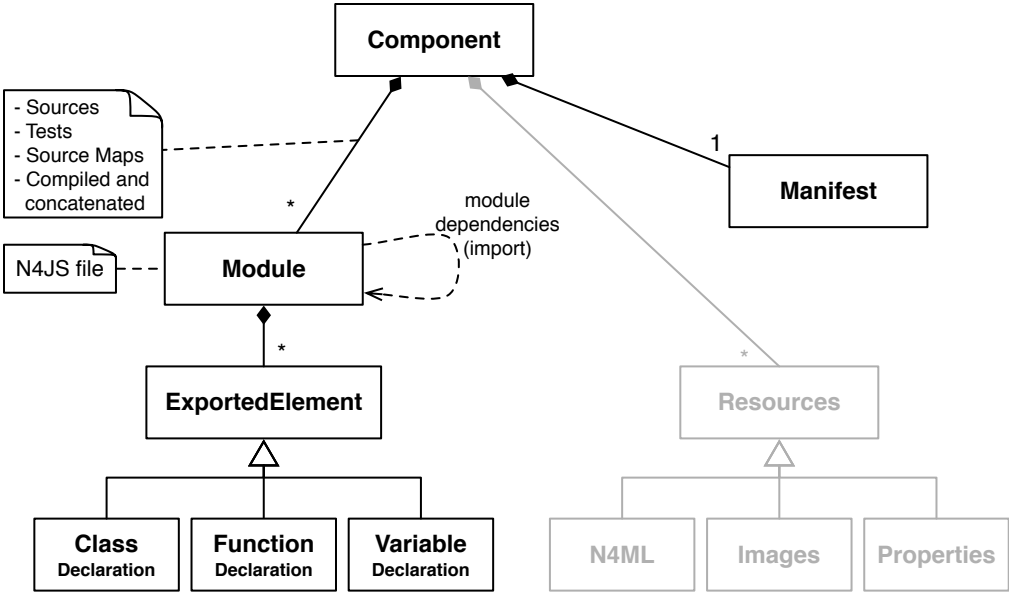 Component
- Sources
- Tests
- Source Maps
- Compiled and
concatenated
1
Manifest
*
module
dependencies
(import)
N4JS file
Module
*
*
ExportedElement
Resources
Class
Declaration
Function
Declaration
Variable
Declaration
N4ML
Images
Properties